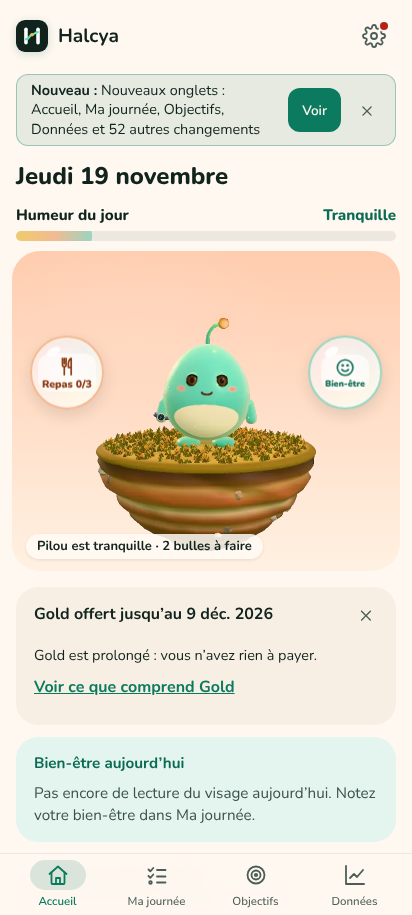 Halcya
Nouveau : Nouveaux onglets :
Accueil, Ma journée, Objectifs,
Données et 52 autres changements
Voir
Jeudi 19 novembre
Humeur du jour
Tranquille
Repas 0/3
Bien-être
Pilou est tranquille · 2 bulles à faire
Gold offert jusqu’au 9 déc. 2026
Gold est prolongé : vous n’avez rien à payer.
Voir ce que comprend Gold
Bien-être aujourd’hui
Pas encore de lecture du visage aujourd’hui. Notez
votre bien-être dans Ma journée.
Accueil
Ma journée
Objectifs
Données